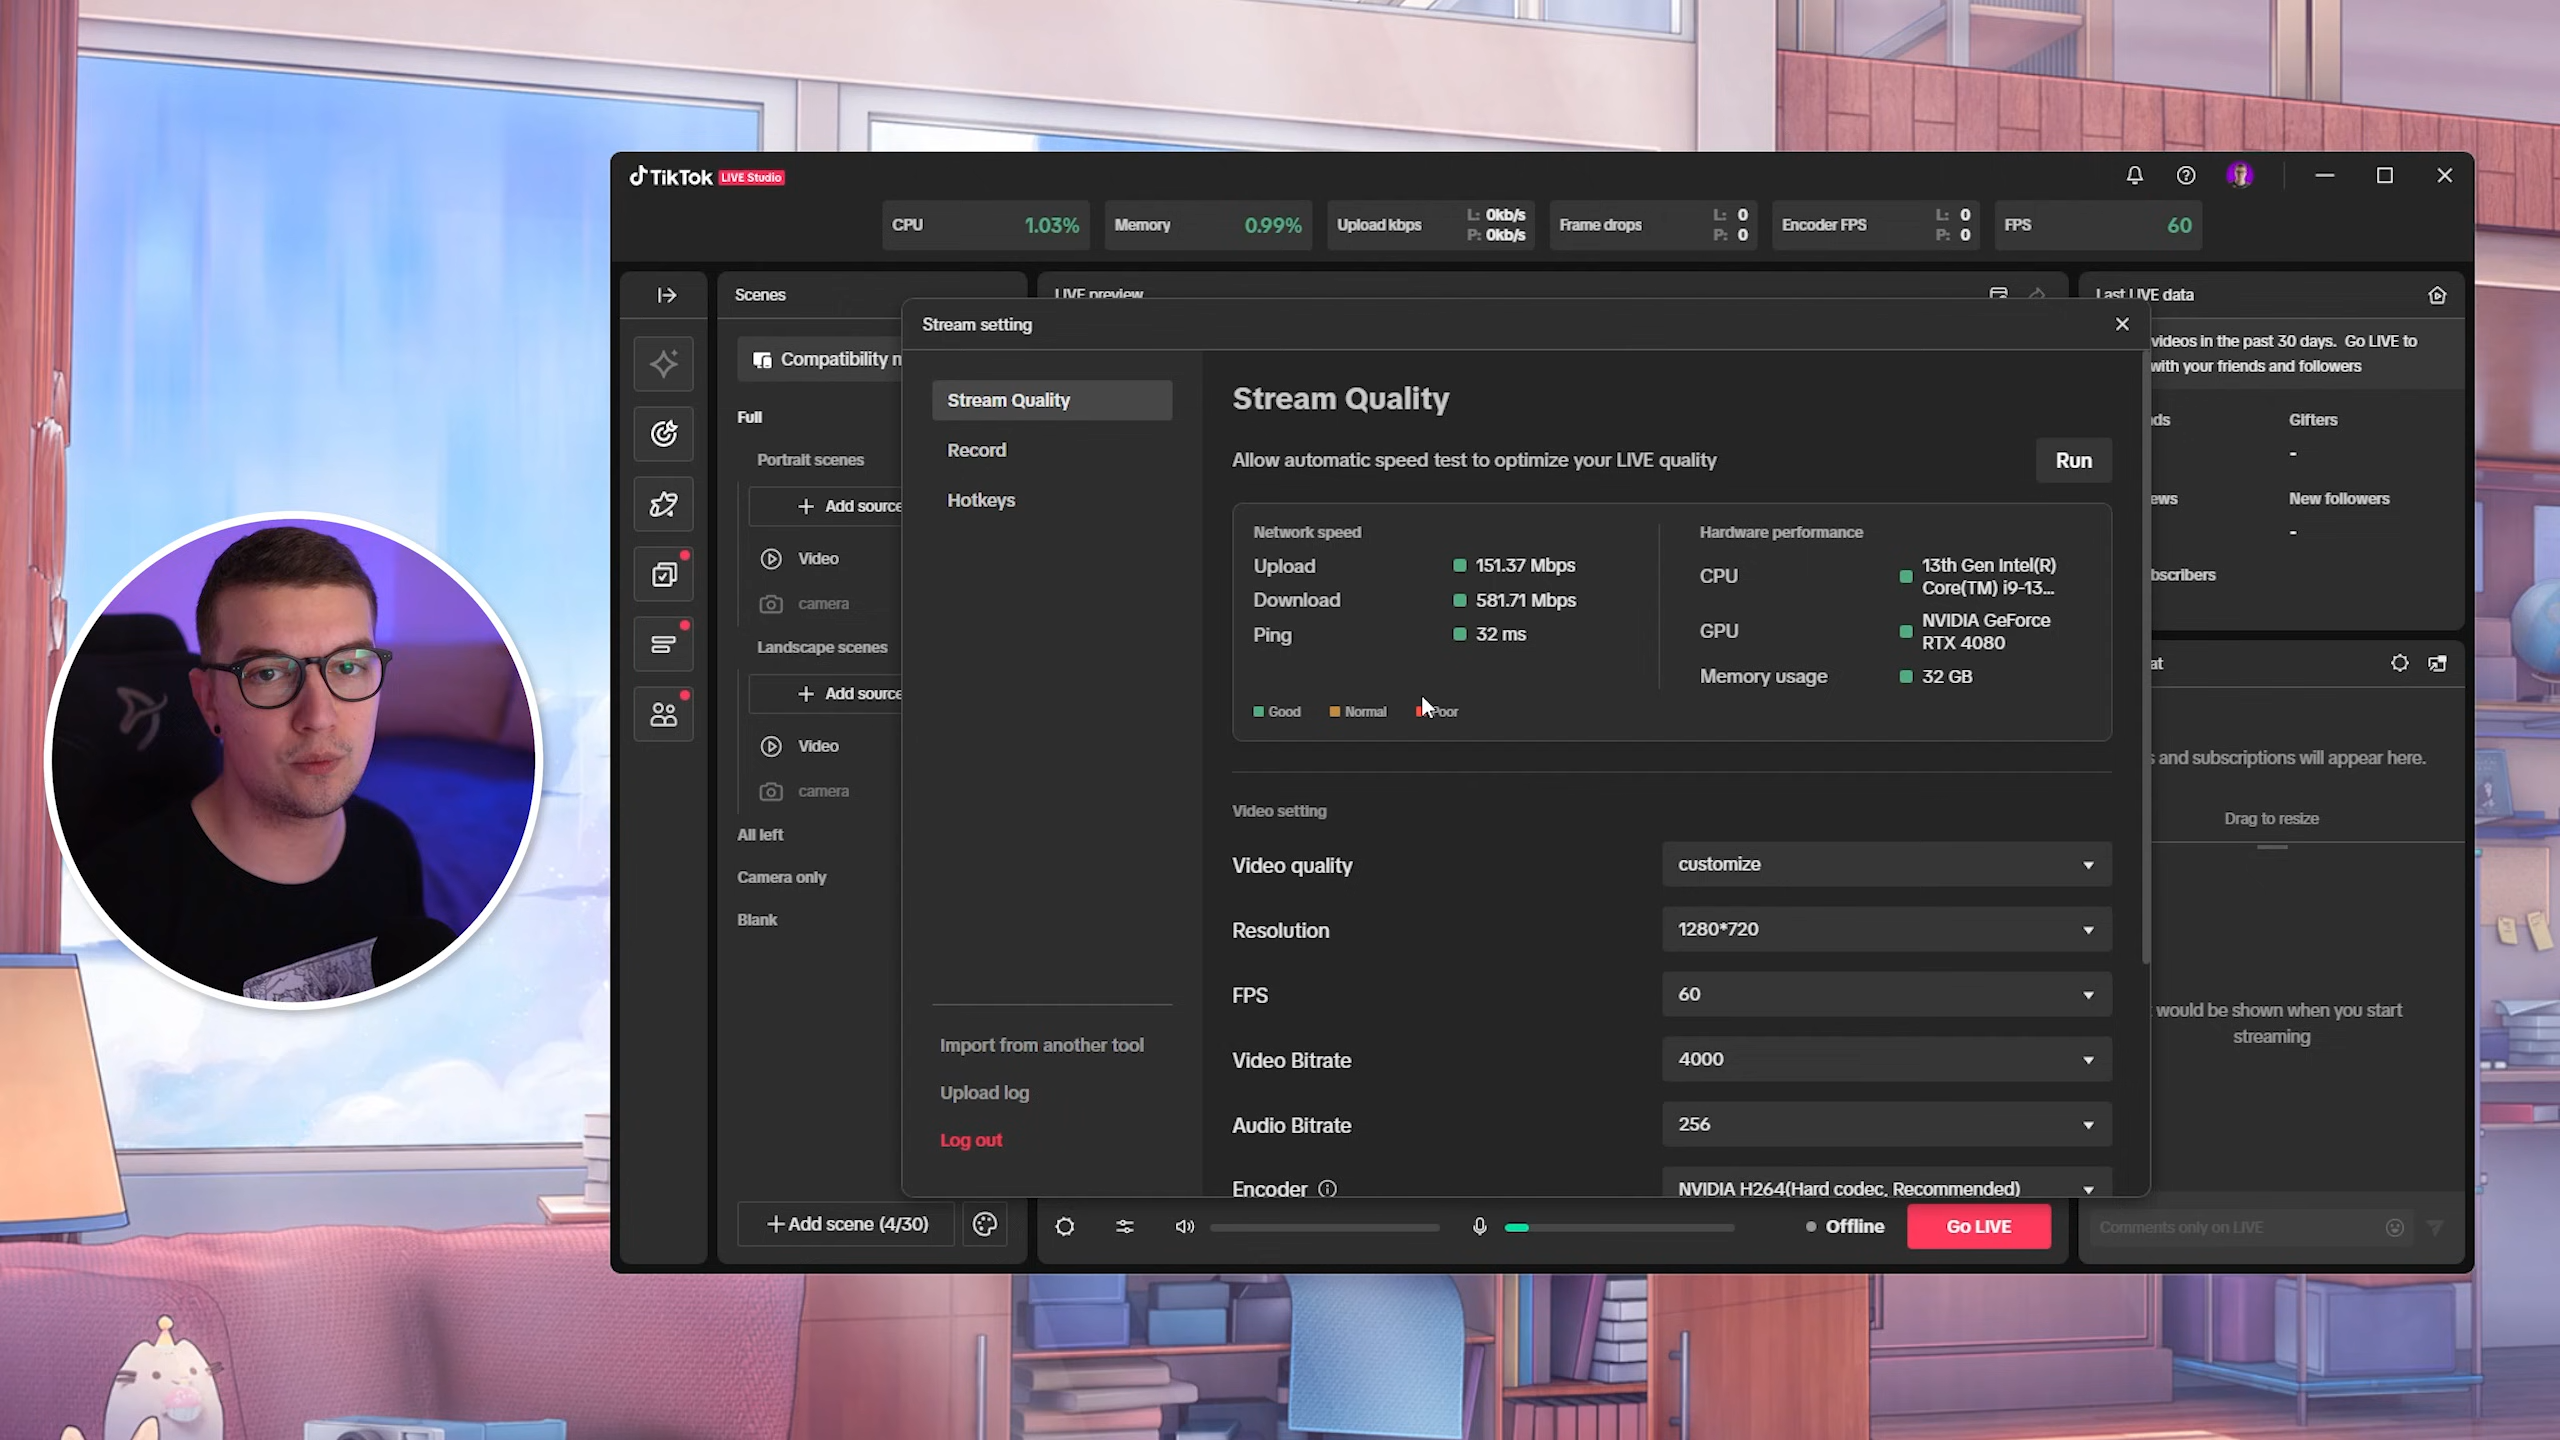 TikTok LIVE Studio
CPU 1.03%
Memory 0.99%
Upload kbps L: 0kb/s
P: 0kb/s
Frame drops L: 0
P: 0
Encoder FPS L: 0
P: 0
FPS 60
Scenes
LIVE preview
Last LIVE data
Compatibility
Full
Portrait scenes
+ Add source
Video
camera
Landscape scenes
+ Add source
Video
camera
All left
Camera only
Blank
+ Add scene (4/30)
Stream setting
Stream Quality
Record
Hotkeys
Import from another tool
Upload log
Log out
Stream Quality
Allow automatic speed test to optimize your LIVE quality
Run
Network speed
Upload 151.37 Mbps
Download 581.71 Mbps
Ping 32 ms
Good Normal Poor
Hardware performance
CPU 13th Gen Intel(R)
Core(TM) i9-13...
GPU NVIDIA GeForce
RTX 4080
Memory usage 32 GB
Video setting
Video quality customize
Resolution 1280*720
FPS 60
Video Bitrate 4000
Audio Bitrate 256
Encoder NVIDIA H264(Hard codec, Recommended)
Offline
Go LIVE
videos in the past 30 days. Go LIVE to
with your friends and followers
Gifters
-
New followers
-
and subscriptions will appear here.
Drag to resize
would be shown when you start
streaming
Comments only on LIVE